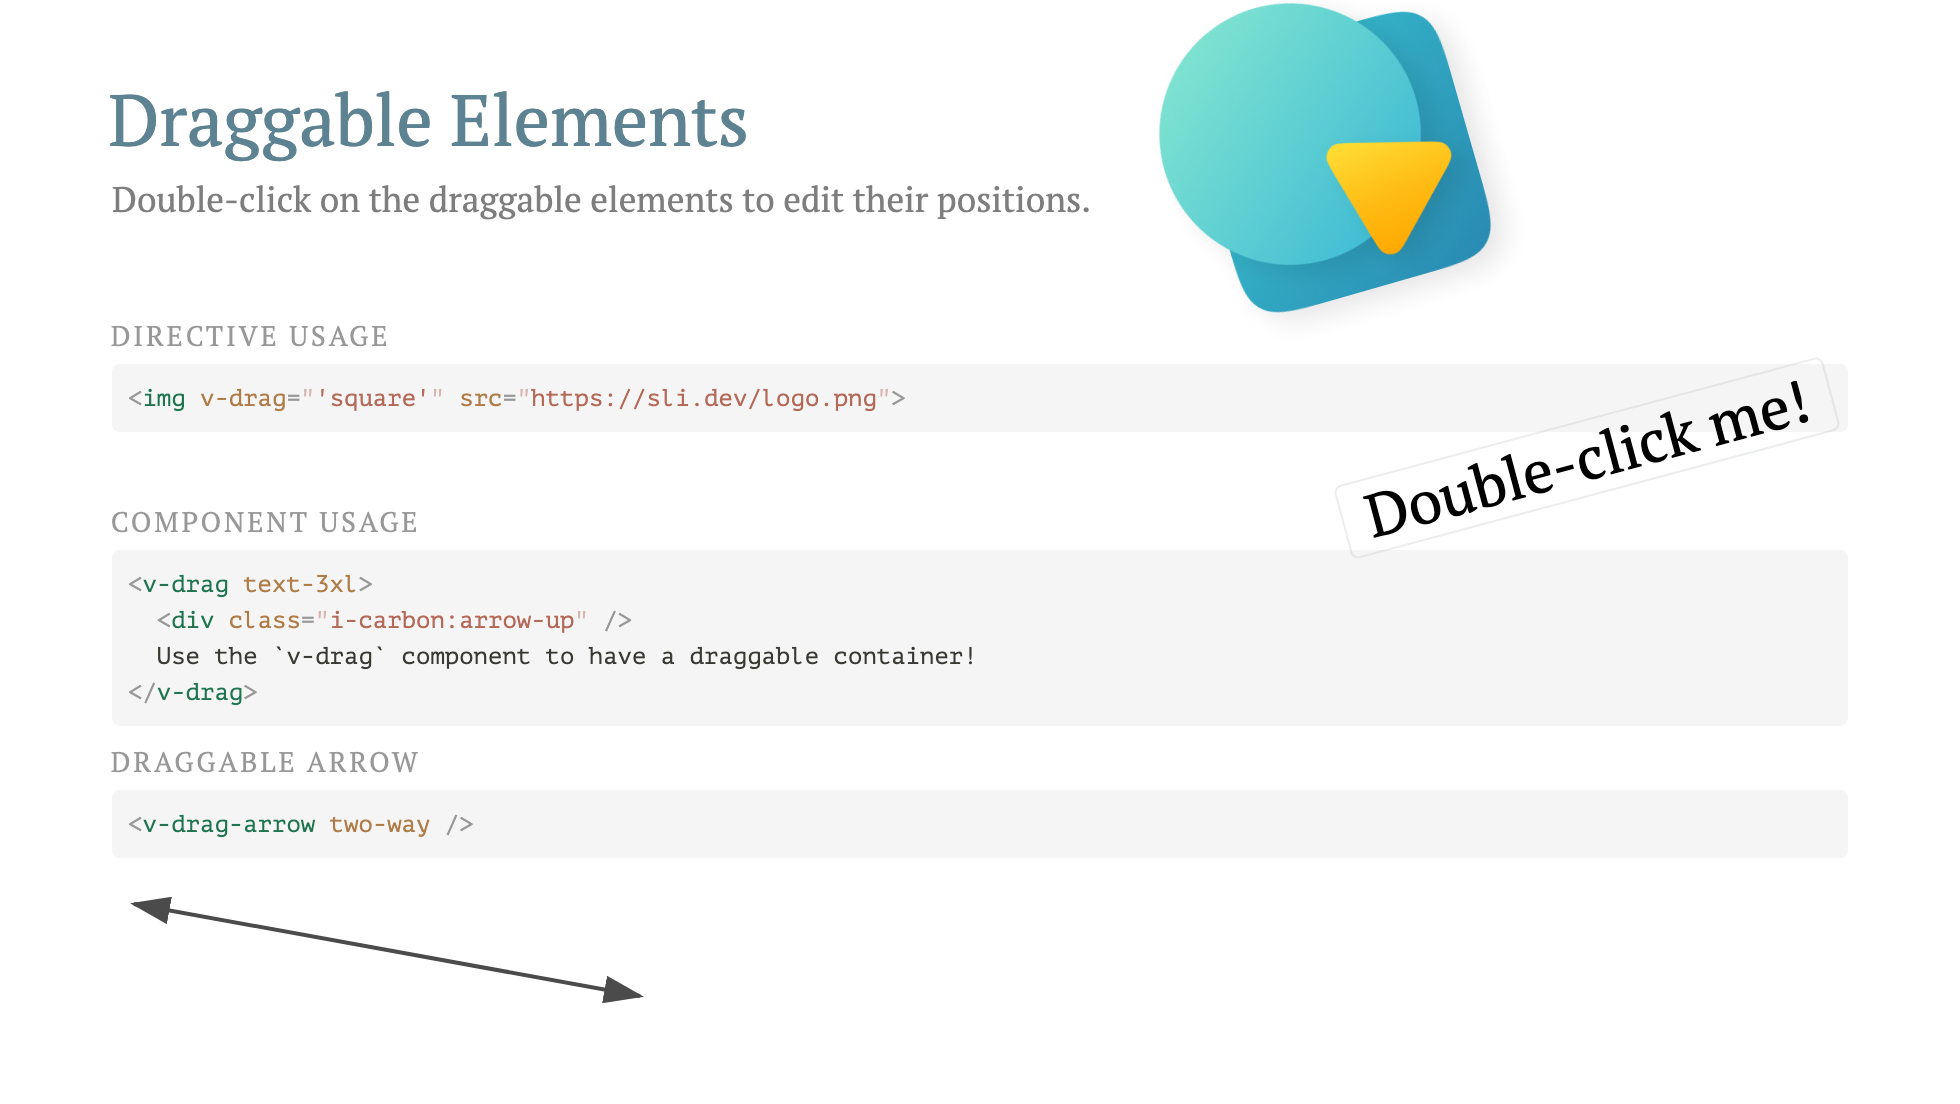 Draggable Elements
Double-click on the draggable elements to edit their positions.
DIRECTIVE USAGE
<img v-drag="'square'" src="https://sli.dev/logo.png">
Double-click me!
COMPONENT USAGE
<v-drag text-3xl>
  <div class="i-carbon:arrow-up" />
  Use the `v-drag` component to have a draggable container!
</v-drag>
DRAGGABLE ARROW
<v-drag-arrow two-way />